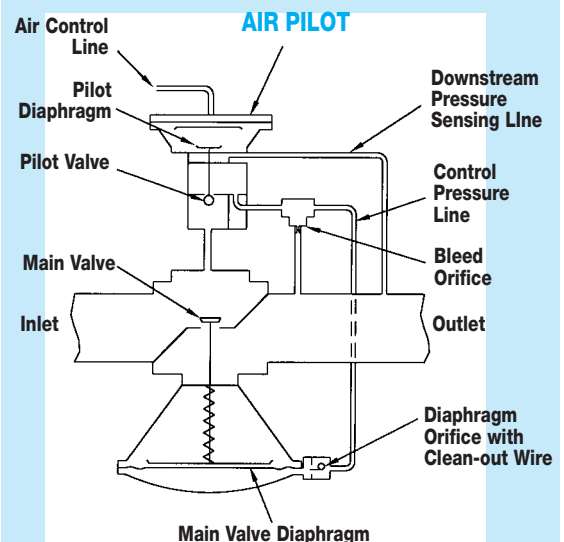 AIR PILOT
Air Control
Line
Pilot
Diaphragm
Pilot Valve
Main Valve
Inlet
Downstream
Pressure
Sensing LIne
Control
Pressure
Line
Bleed
Orifice
Outlet
Diaphragm
Orifice with
Clean-out Wire
Main Valve Diaphragm